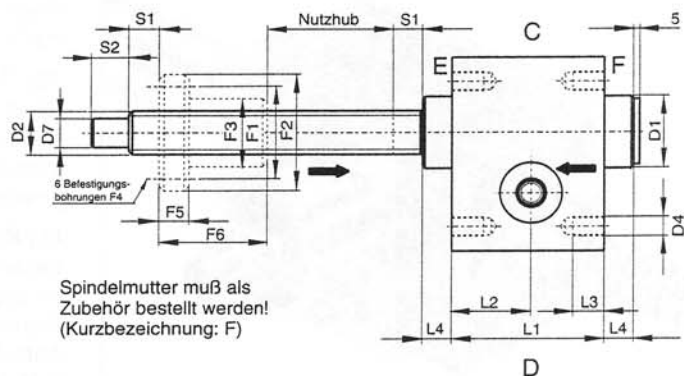 S1
Nutzhub
S1
C
5
S2
E
F
D2
D7
F3
F1
F2
D1
6 Befestigungs-
bohrungen F4
F5
F6
D4
Spindelmutter muß als
Zubehör bestellt werden!
(Kurzbezeichnung: F)
L2
L3
L4
L1
L4
D